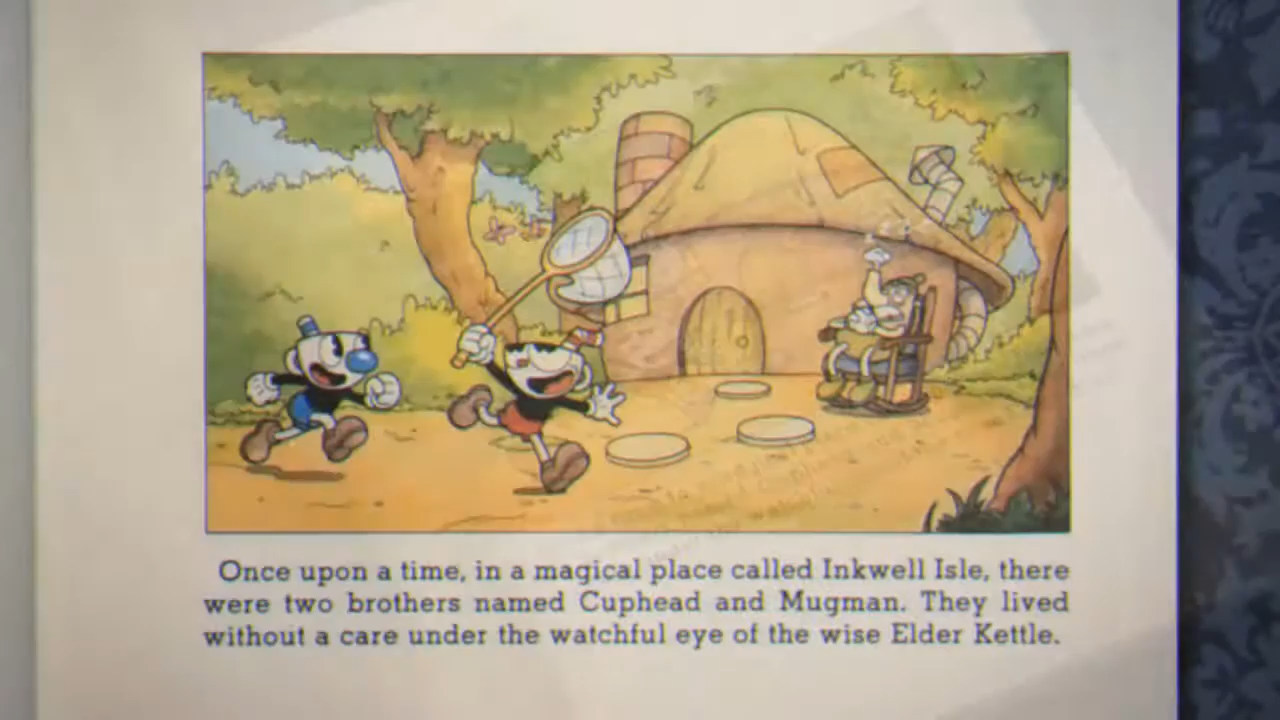 Once upon a time, in a magical place called Inkwell Isle, there
were two brothers named Cuphead and Mugman. They lived
without a care under the watchful eye of the wise Elder Kettle.